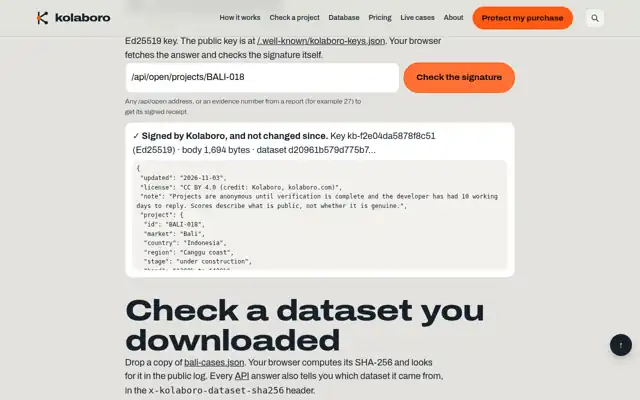 kolaboro
How it works
Check a project
Database
Pricing
Live cases
About
Protect my purchase
Ed25519 key. The public key is at /.well-known/kolaboro-keys.json. Your browser
fetches the answer and checks the signature itself.
/api/open/projects/BALI-018
Check the signature
Any /api/open address, or an evidence number from a report (for example 27) to
get its signed receipt.
✓ Signed by Kolaboro, and not changed since. Key kb-f2e04da5878f8c51
(Ed25519) · body 1,694 bytes · dataset d20961b579d775b7…
{
"updated": "2026-11-03",
"license": "CC BY 4.0 (credit: Kolaboro, kolaboro.com)",
"note": "Projects are anonymous until verification is complete and the developer has had 10 working
days to reply. Scores describe what is public, not whether it is genuine.",
"project": {
"id": "BALI-018",
"market": "Bali",
"country": "Indonesia",
"region": "Canggu coast",
"stage": "under construction",
Check a dataset you
downloaded
Drop a copy of bali-cases.json. Your browser computes its SHA-256 and looks
for it in the public log. Every API answer also tells you which dataset it came from,
in the x-kolaboro-dataset-sha256 header.
↑